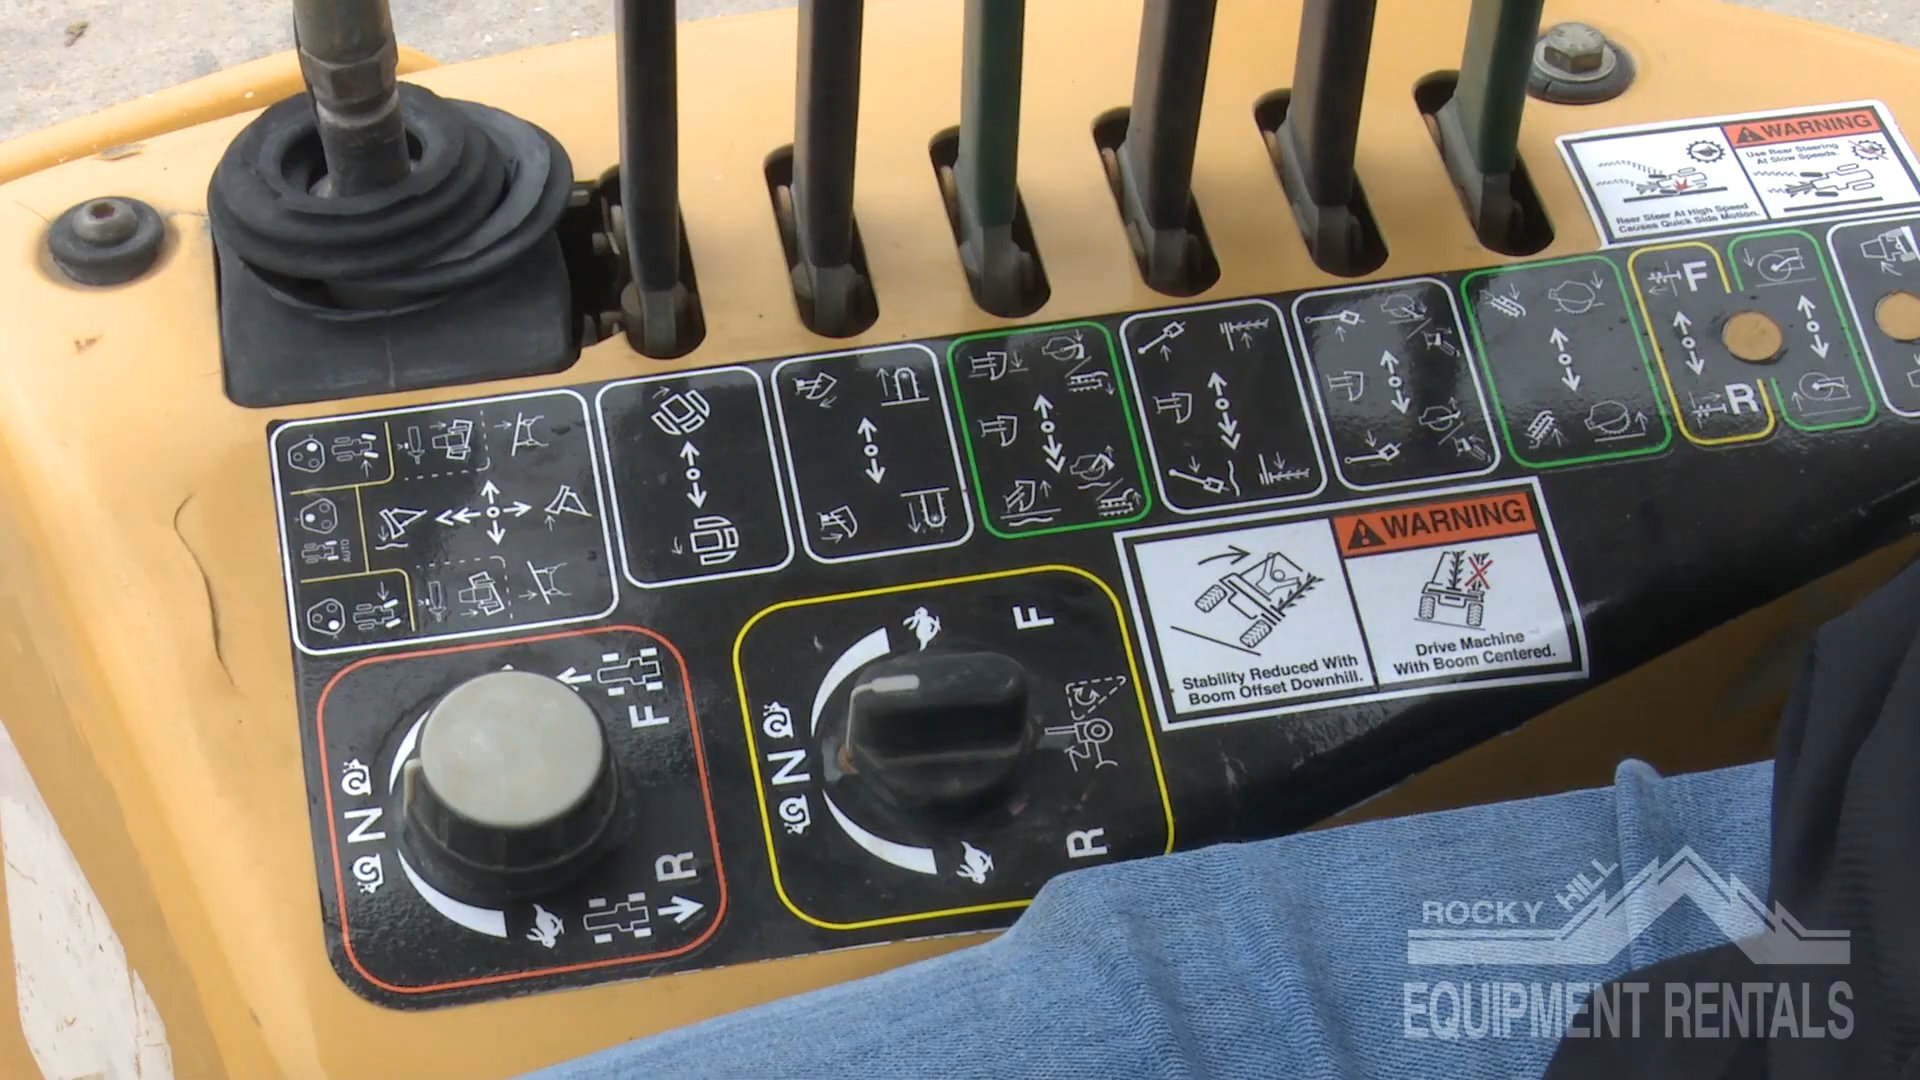 WARNING
Use Rear Steering
At Slow Speeds.
Rear Steer At High Speed
Causes Quick Side Motion.
F
R
AUTO
WARNING
Stability Reduced With
Boom Offset Downhill.
Drive Machine
With Boom Centered.
F
N
R
F
N
R
ROCKY HILL
EQUIPMENT RENTALS